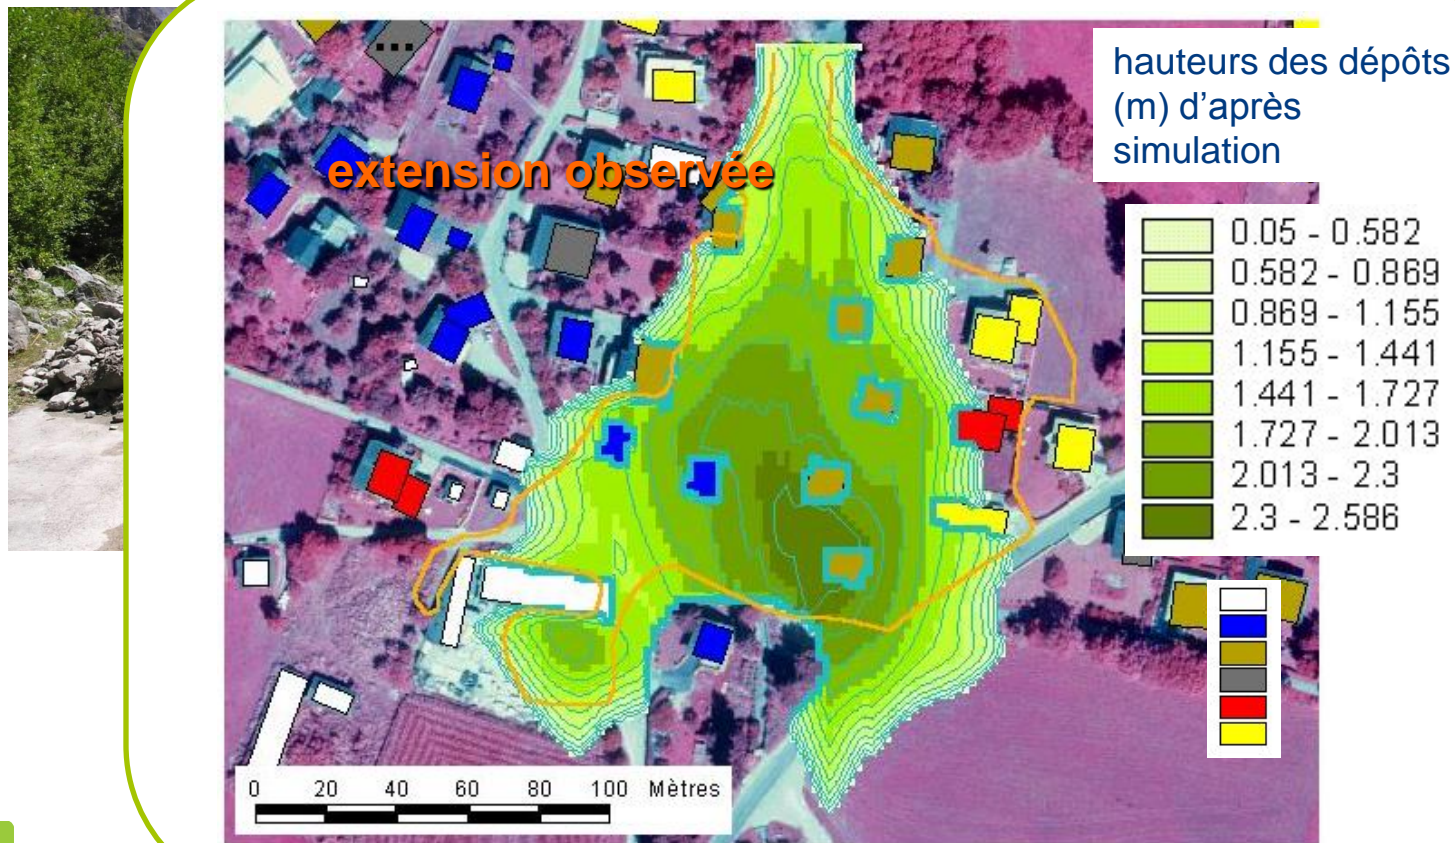 hauteurs des dépôts
(m) d'après
simulation
extension observée
0.05 - 0.582
0.582 - 0.869
0.869 - 1.155
1.155 - 1.441
1.441 - 1.727
1.727 - 2.013
2.013 - 2.3
2.3 - 2.586
0 20 40 60 80 100 Mètres